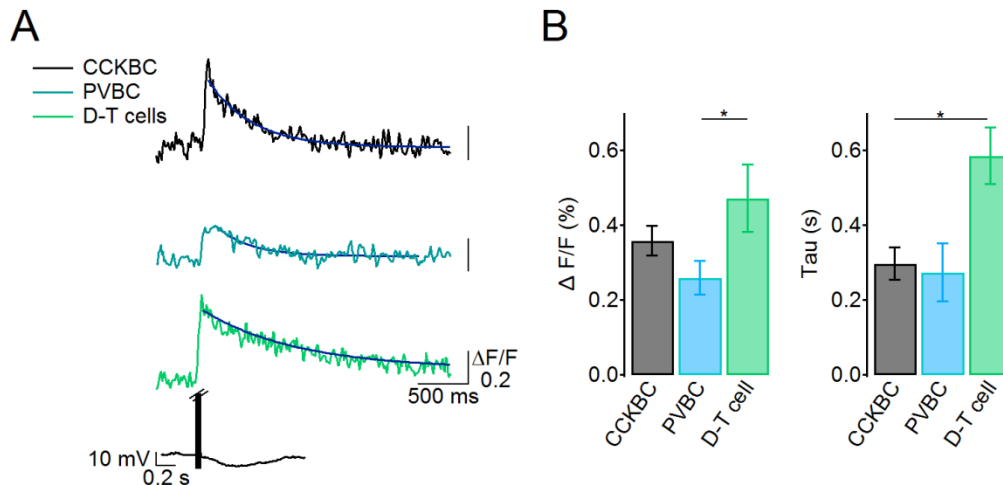 A
CCKBC
PVBC
D-T cells
ΔF/F
0.2
500 ms
10 mV
0.2 s
B
*
Δ F/F (%)
0.6
0.4
0.2
0.0
CCKBC
PVBC
D-T cell
*
Tau (s)
0.6
0.4
0.2
0.0
CCKBC
PVBC
D-T cell